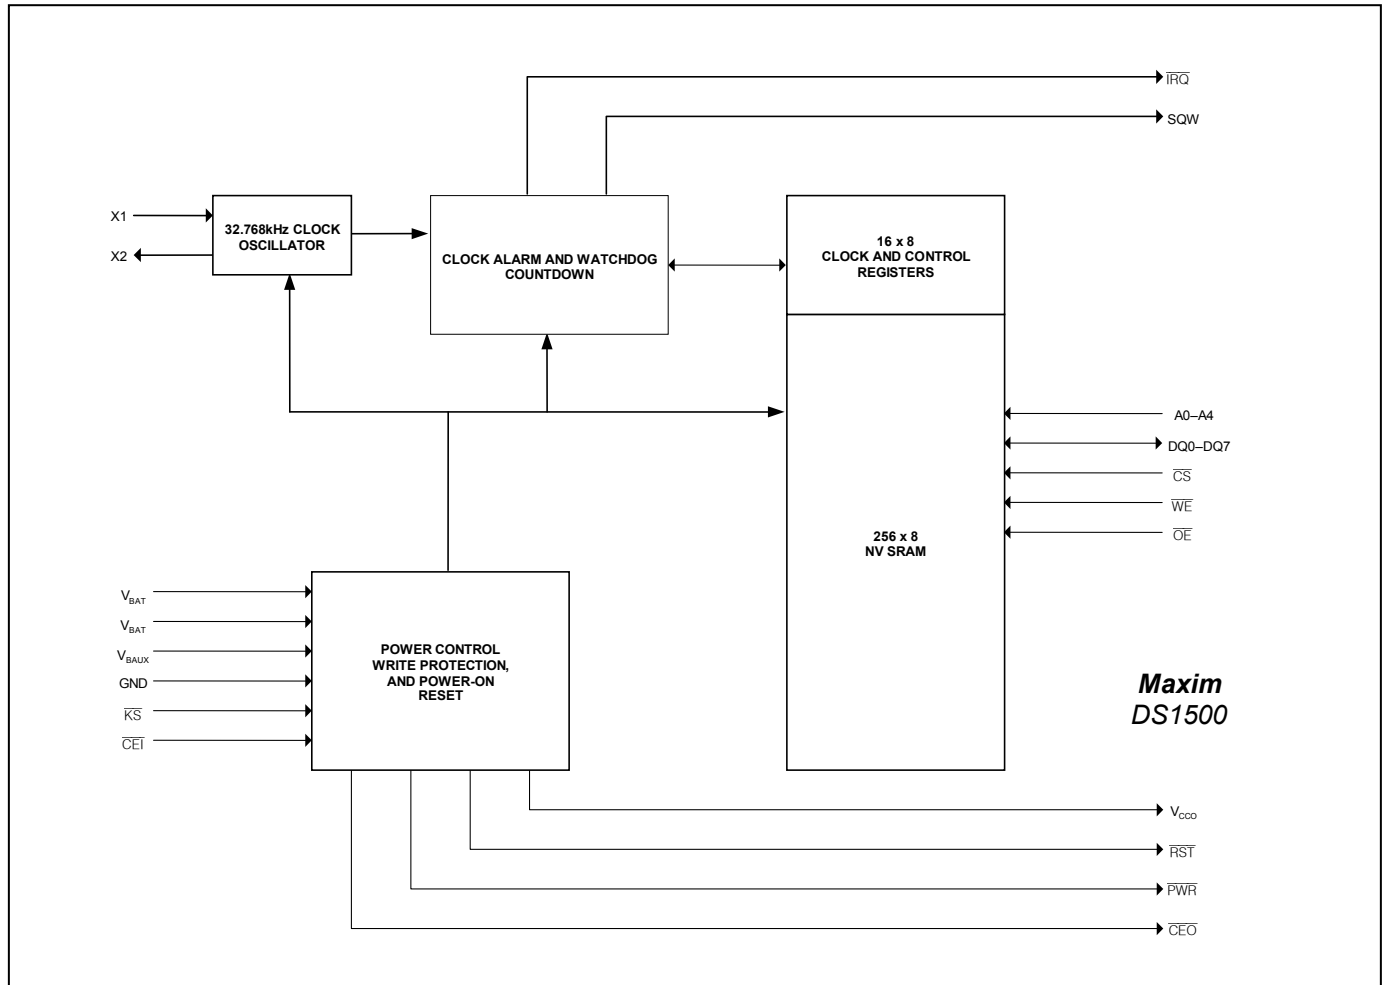 IRQ
SQW
X1
X2
32.768kHz CLOCK
OSCILLATOR
CLOCK ALARM AND WATCHDOG
COUNTDOWN
16 x 8
CLOCK AND CONTROL
REGISTERS
A0–A4
DQ0–DQ7
CS
WE
OE
256 x 8
NV SRAM
VBAT
VBAT
VBAUX
GND
KS
CEI
POWER CONTROL
WRITE PROTECTION,
AND POWER-ON
RESET
Maxim
DS1500
VCCO
RST
PWR
CEO